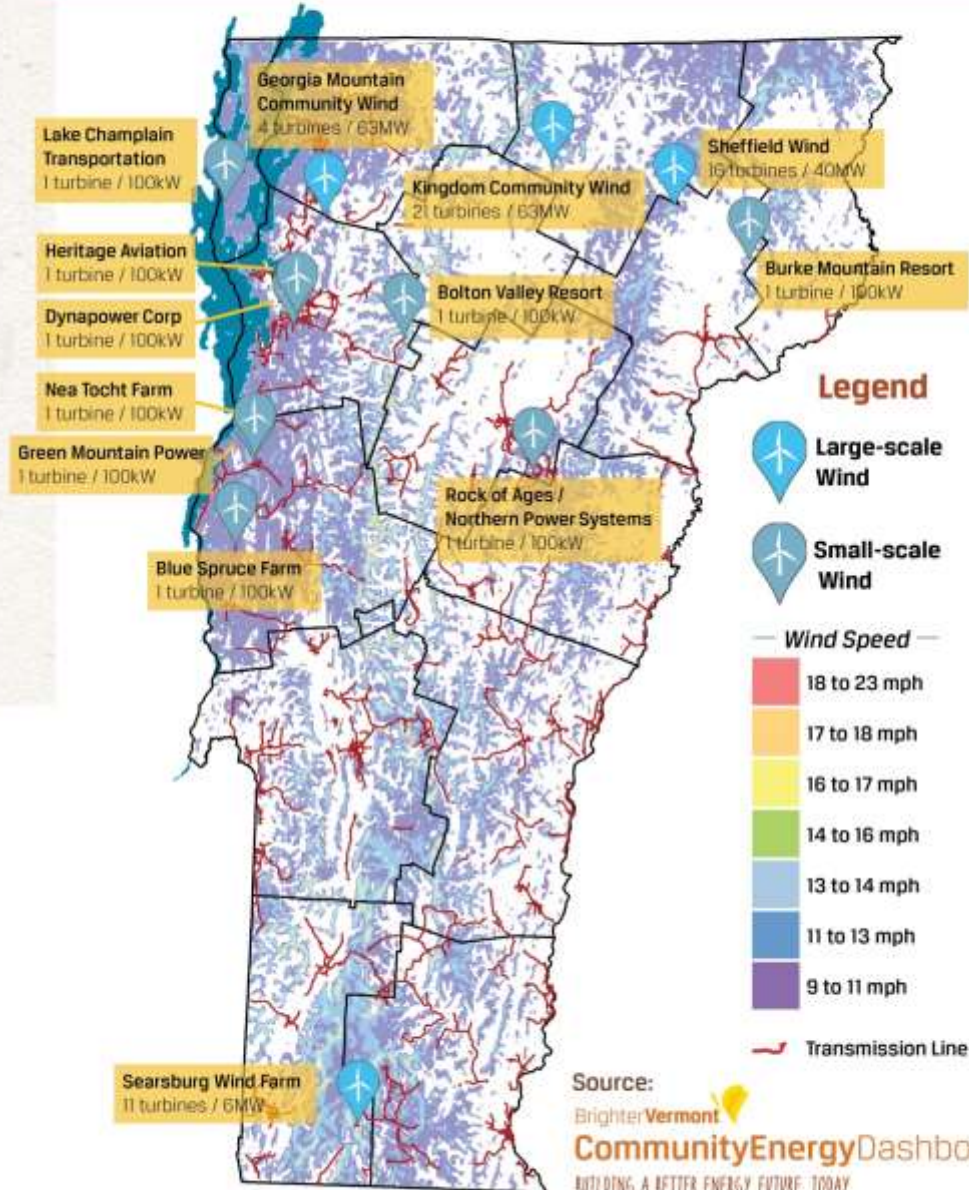 Georgia Mountain
Community Wind
4 turbines / 63MW
Lake Champlain
Transportation
1 turbine / 100kW
Sheffield Wind
16 turbines / 40MW
Kingdom Community Wind
21 turbines / 63MW
Heritage Aviation
1 turbine / 100kW
Burke Mountain Resort
1 turbine / 100kW
Bolton Valley Resort
1 turbine / 100kW
Dynapower Corp
1 turbine / 100kW
Nea Tocht Farm
1 turbine / 100kW
Green Mountain Power
1 turbine / 100kW
Rock of Ages /
Northern Power Systems
1 turbine / 100kW
Blue Spruce Farm
1 turbine / 100kW
Searsburg Wind Farm
11 turbines / 6MW
Legend
Large-scale
Wind
Small-scale
Wind
Wind Speed
18 to 23 mph
17 to 18 mph
16 to 17 mph
14 to 16 mph
13 to 14 mph
11 to 13 mph
9 to 11 mph
Transmission Line
Source:
BrighterVermont
CommunityEnergyDashbo
BUILDING A BETTER ENERGY FUTURE, TODAY